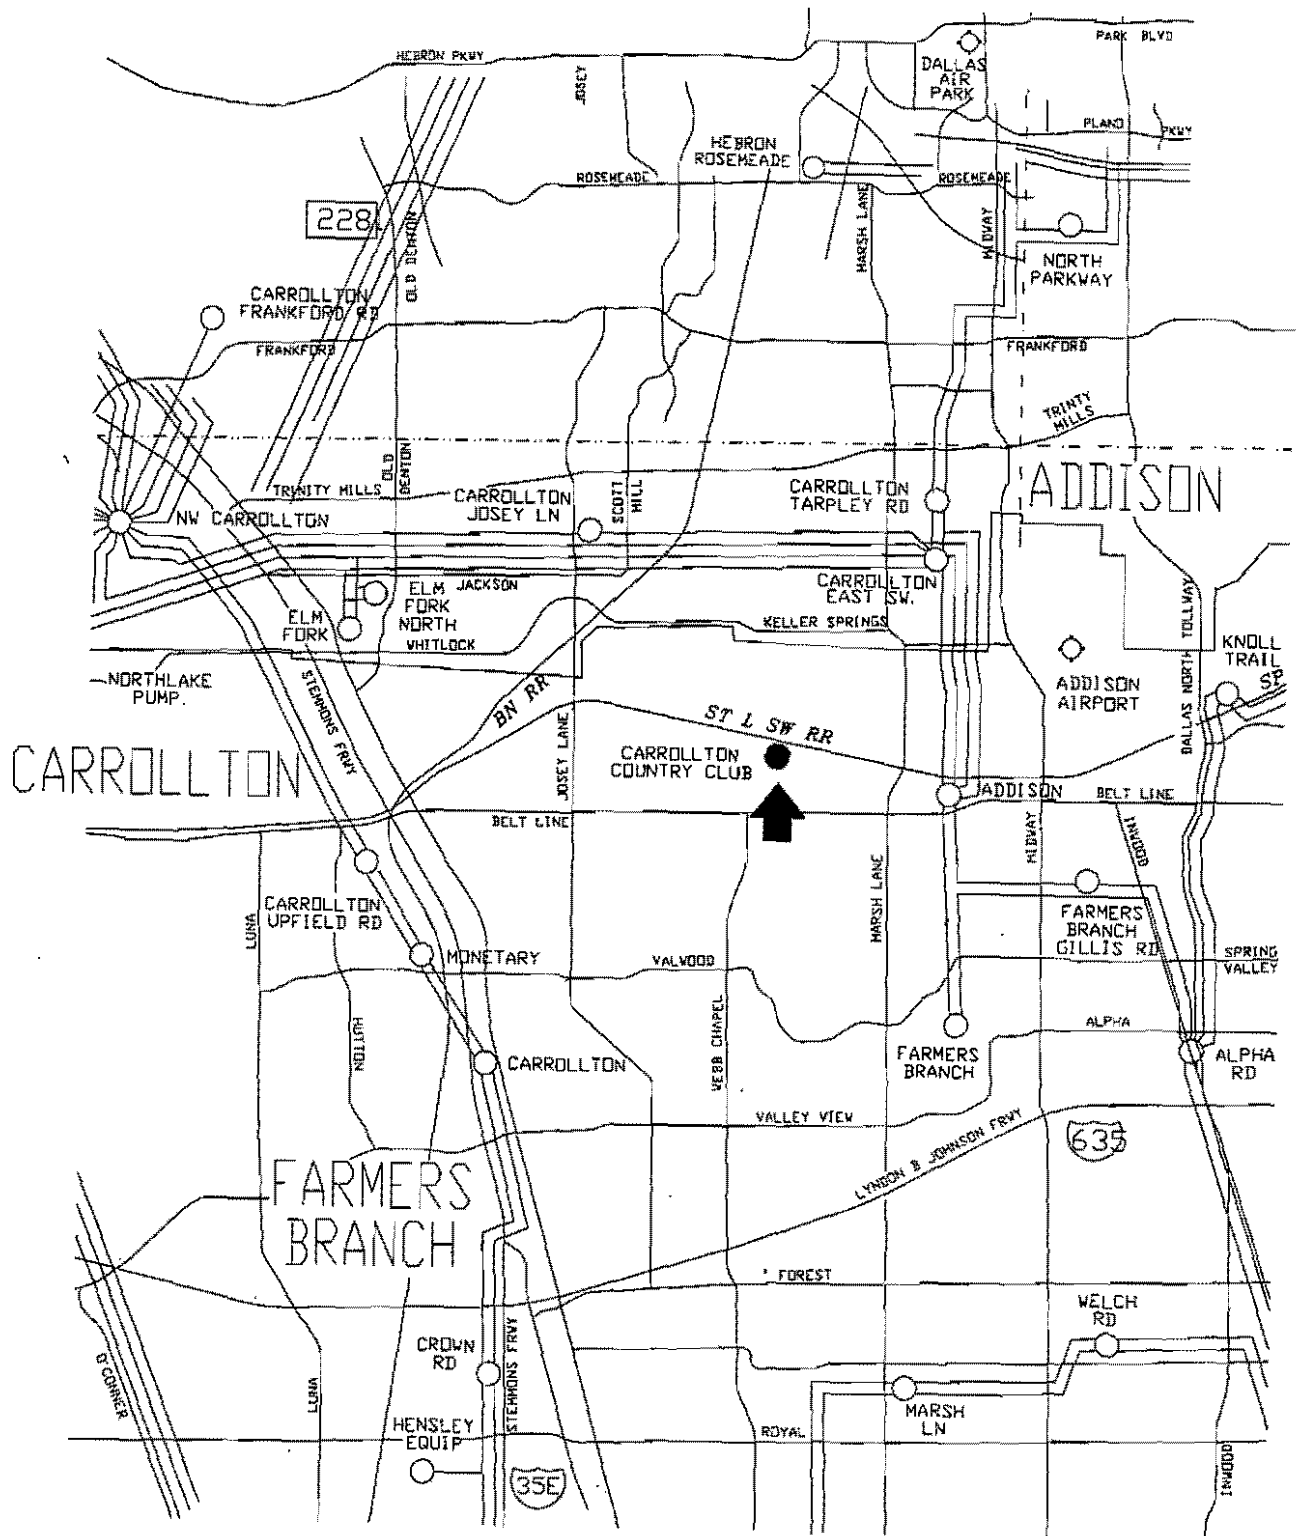 PARK BLVD
HEBRON PKWY
JOSEY
DALLAS
AIR
PARK
PLANO
PKWY
HEBRON
ROSEMEADE
ROSEMEADE
ROSEMEADE
2281
OLD DENTON
HARSH LANE
MIDWAY
NORTH
PARKWAY
CARROLLTON
FRANKFORD RD
FRANKFORD
FRANKFORD
TRINTY
MILLS
OLD
DENTON
TRINITY MILLS
CARROLLTON
JOSEY LN
SCOTT
MILL
CARROLLTON
TARPLEY RD
ADDISON
NW CARROLLTON
JACKSON
ELM
FORK
NORTH
ELM
FORK
CARROLLTON
EAST SW.
KELLER SPRINGS
WHITLOCK
DALLAS NORTH TOLLWAY
KNOLL
TRAIL
SP
NORTHLAKE
PUMP.
STEMMONS FRWY
BN RR
ADDISON
AIRPORT
ST L SW RR
CARROLLTON
CARROLLTON
COUNTRY CLUB
JOSEY LANE
ADDISON
BELT LINE
BELT LINE
MIDWAY
MARSH LANE
CARROLLTON
UPFIELD RD
LUNA
FARMERS
BRANCH
GILLIS RD
MONETARY
VALWOOD
SPRING
VALLEY
HUTTON
WEBB CHAPEL
ALPHA
CARROLLTON
FARMERS
BRANCH
ALPHA
RD
VALLEY VIEW
LYNDON B JOHNSON FRWY
635
FARMERS
BRANCH
FOREST
WELCH
RD
CROWN
RD
STEMMONS FRWY
O'CONNER
LUNA
MARSH
LN
HENSLEY
EQUIP
ROYAL
35E
INWOOD